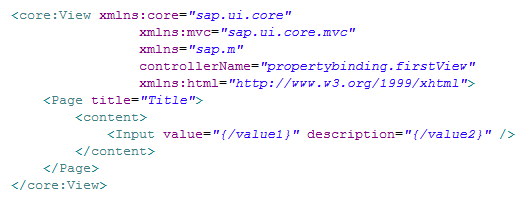 <core:View xmlns:core="sap.ui.core"
xmlns:mvc="sap.ui.core.mvc"
xmlns="sap.m"
controllerName="propertybinding.firstView"
xmlns:html="http://www.w3.org/1999/xhtml">
<Page title="Title">
<content>
<Input value="{/value1}" description="{/value2}" />
</content>
</Page>
</core:View>